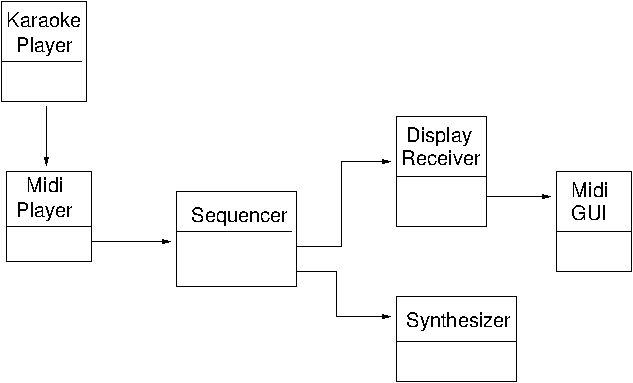 Karaoke
Player
Midi
Player
Sequencer
Display
Receiver
Midi
GUI
Synthesizer